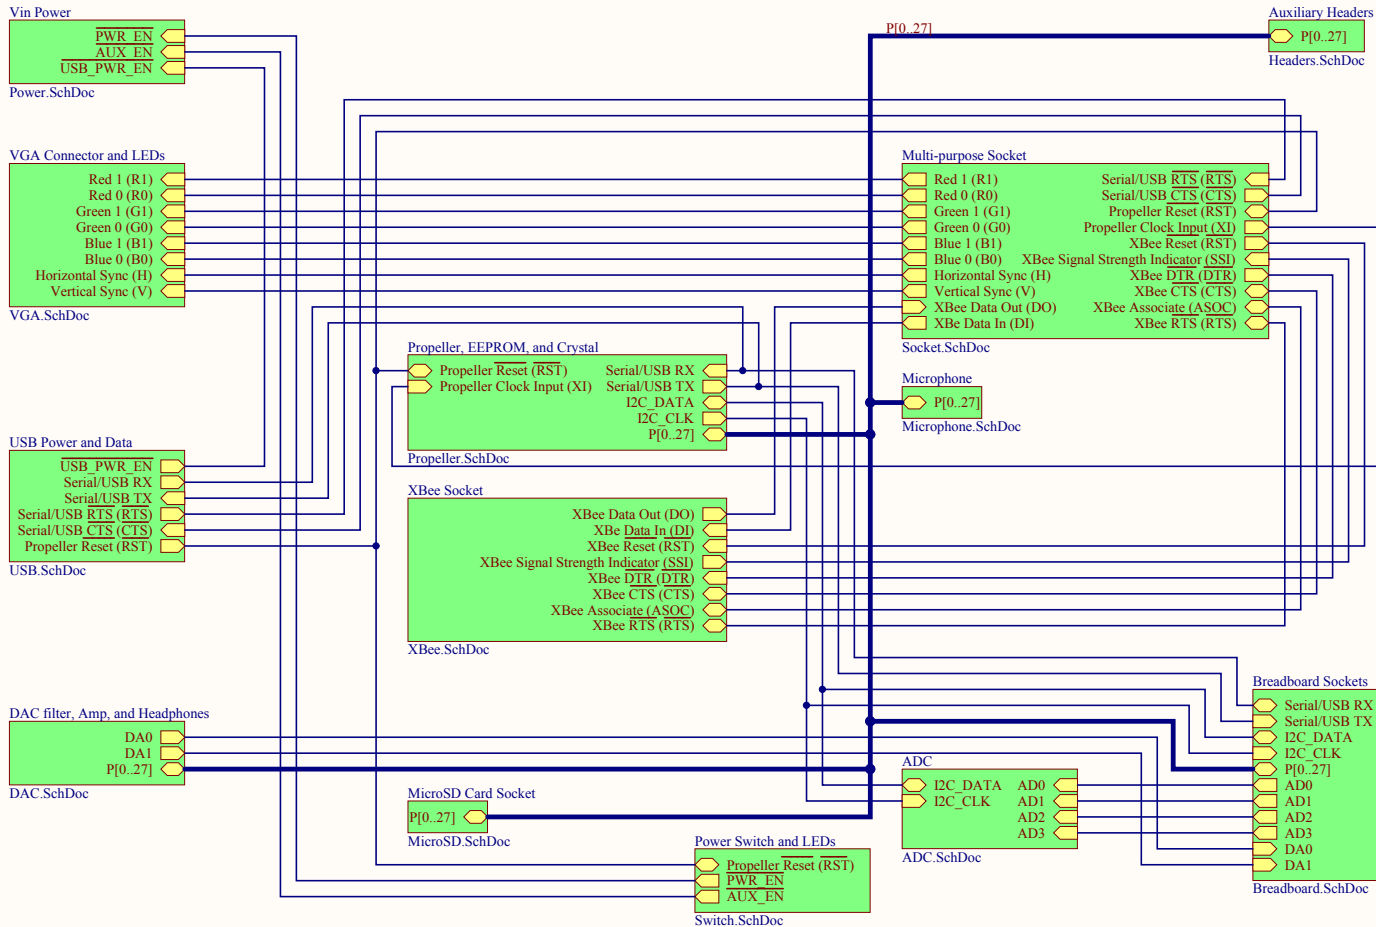 Vin Power
PWR_EN
AUX_EN
USB_PWR_EN
Power.SchDoc
P[0..27]
Auxiliary Headers
P[0..27]
Headers.SchDoc
VGA Connector and LEDs
Red 1 (R1)
Red 0 (R0)
Green 1 (G1)
Green 0 (G0)
Blue 1 (B1)
Blue 0 (B0)
Horizontal Sync (H)
Vertical Sync (V)
VGA.SchDoc
Multi-purpose Socket
Red 1 (R1)
Red 0 (R0)
Green 1 (G1)
Green 0 (G0)
Blue 1 (B1)
Blue 0 (B0)
Horizontal Sync (H)
Vertical Sync (V)
XBee Data Out (DO)
XBe Data In (DI)
Serial/USB RTS (RTS)
Serial/USB CTS (CTS)
Propeller Reset (RST)
Propeller Clock Input (XI)
XBee Reset (RST)
XBee Signal Strength Indicator (SSI)
XBee DTR (DTR)
XBee CTS (CTS)
XBee Associate (ASOC)
XBee RTS (RTS)
Socket.SchDoc
Propeller, EEPROM, and Crystal
Propeller Reset (RST)
Propeller Clock Input (XI)
Serial/USB RX
Serial/USB TX
I2C_DATA
I2C_CLK
P[0..27]
Propeller.SchDoc
Microphone
P[0..27]
Microphone.SchDoc
USB Power and Data
USB_PWR_EN
Serial/USB RX
Serial/USB TX
Serial/USB RTS (RTS)
Serial/USB CTS (CTS)
Propeller Reset (RST)
USB.SchDoc
XBee Socket
XBee Data Out (DO)
XBe Data In (DI)
XBee Reset (RST)
XBee Signal Strength Indicator (SSI)
XBee DTR (DTR)
XBee CTS (CTS)
XBee Associate (ASOC)
XBee RTS (RTS)
XBee.SchDoc
DAC filter, Amp, and Headphones
DA0
DA1
P[0..27]
DAC.SchDoc
MicroSD Card Socket
P[0..27]
MicroSD.SchDoc
Power Switch and LEDs
Propeller Reset (RST)
PWR_EN
AUX_EN
Switch.SchDoc
ADC
I2C_DATA
I2C_CLK
AD0
AD1
AD2
AD3
ADC.SchDoc
Breadboard Sockets
Serial/USB RX
Serial/USB TX
I2C_DATA
I2C_CLK
P[0..27]
AD0
AD1
AD2
AD3
DA0
DA1
Breadboard.SchDoc